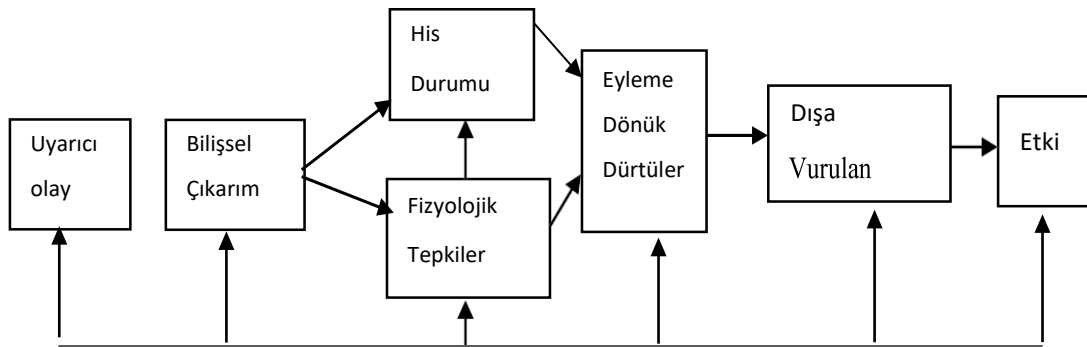 Uyarıcı
olay
Bilişsel
Çıkarım
His
Durumu
Fizyolojik
Tepkiler
Eyleme
Dönük
Dürtüler
Dışa
Vurulan
Etki